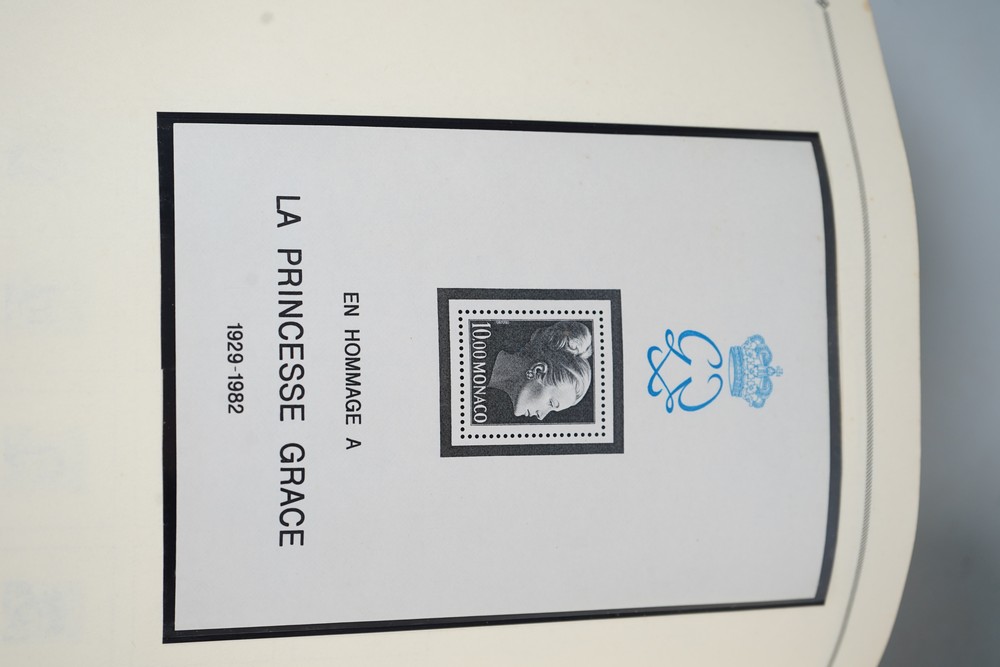 10.00 MONACO
EN HOMMAGE A
LA PRINCESSE GRACE
1929-1982